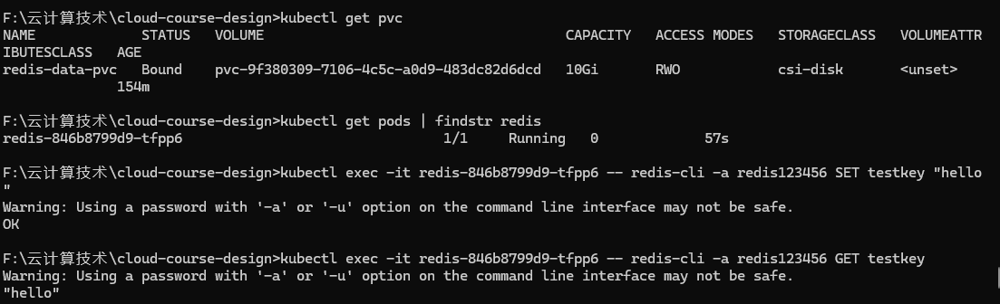 F:\云计算技术\cloud-course-design>kubectl get pvc
NAME             STATUS   VOLUME                                     CAPACITY   ACCESS MODES   STORAGECLASS   VOLUMEATTR
IBUTESCLASS   AGE
redis-data-pvc   Bound    pvc-9f380309-7106-4c5c-a0d9-483dc82d6dcd   10Gi       RWO            csi-disk       <unset>
              154m
F:\云计算技术\cloud-course-design>kubectl get pods | findstr redis
redis-846b8799d9-tfpp6                                1/1     Running   0             57s
F:\云计算技术\cloud-course-design>kubectl exec -it redis-846b8799d9-tfpp6 -- redis-cli -a redis123456 SET testkey "hello
"
Warning: Using a password with '-a' or '-u' option on the command line interface may not be safe.
OK
F:\云计算技术\cloud-course-design>kubectl exec -it redis-846b8799d9-tfpp6 -- redis-cli -a redis123456 GET testkey
Warning: Using a password with '-a' or '-u' option on the command line interface may not be safe.
"hello"